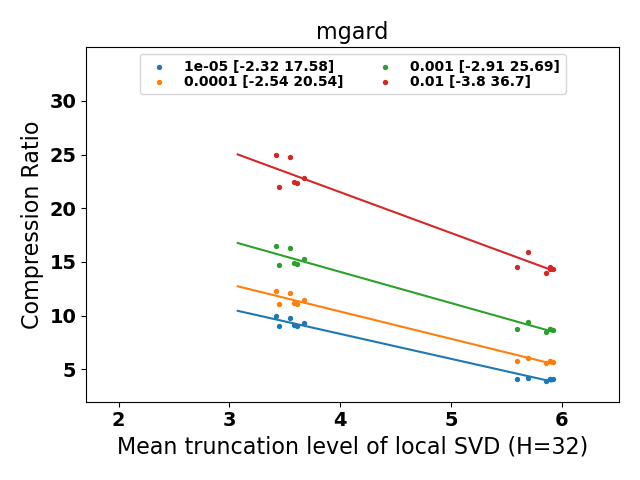 mgard
1e-05 [-2.32 17.58]
0.0001 [-2.54 20.54]
0.001 [-2.91 25.69]
0.01 [-3.8 36.7]
Compression Ratio
30
25
20
15
10
5
2 3 4 5 6
Mean truncation level of local SVD (H=32)